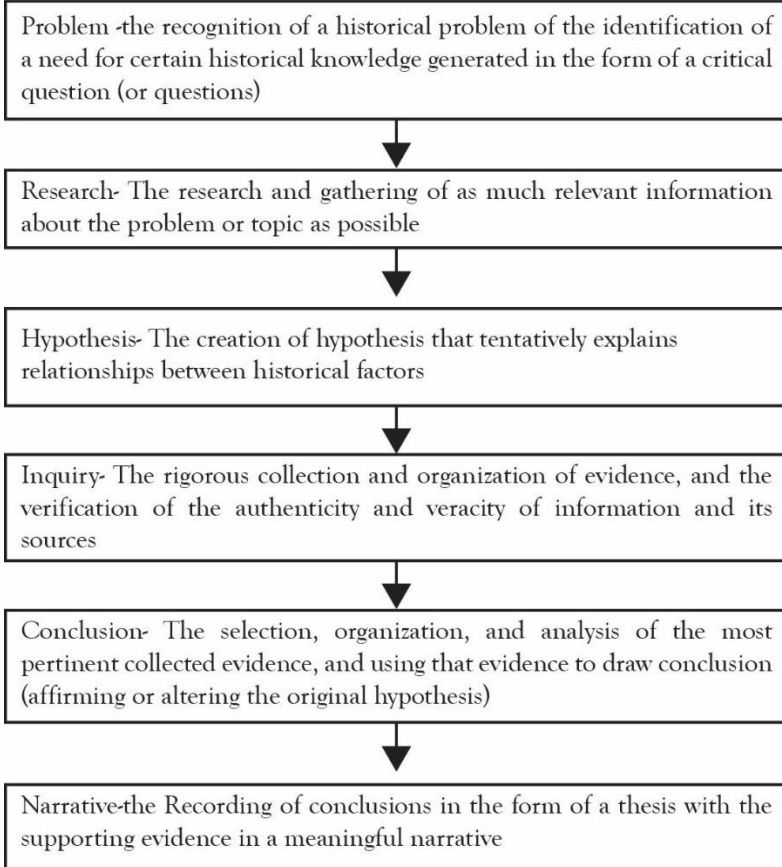 Problem -the recognition of a historical problem of the identification of
a need for certain historical knowledge generated in the form of a critical
question (or questions)
Research- The research and gathering of as much relevant information
about the problem or topic as possible
Hypothesis- The creation of hypothesis that tentatively explains
relationships between historical factors
Inquiry- The rigorous collection and organization of evidence, and the
verification of the authenticity and veracity of information and its
sources
Conclusion- The selection, organization, and analysis of the most
pertinent collected evidence, and using that evidence to draw conclusion
(affirming or altering the original hypothesis)
Narrative-the Recording of conclusions in the form of a thesis with the
supporting evidence in a meaningful narrative